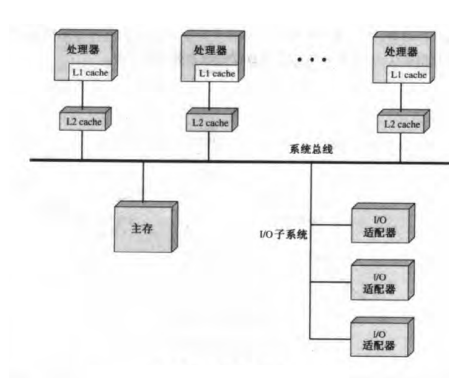 处理器
L1 cache
处理器
L1 cache
处理器
L1 cache
L2 cache
L2 cache
L2 cache
系统总线
主存
I/O子系统
I/O
适配器
I/O
适配器
I/O
适配器